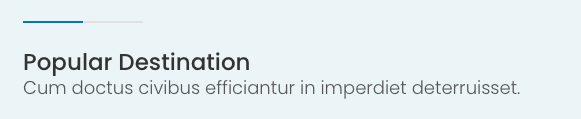 Popular Destination
Cum doctus civibus efficiantur in imperdiet deterruisset.